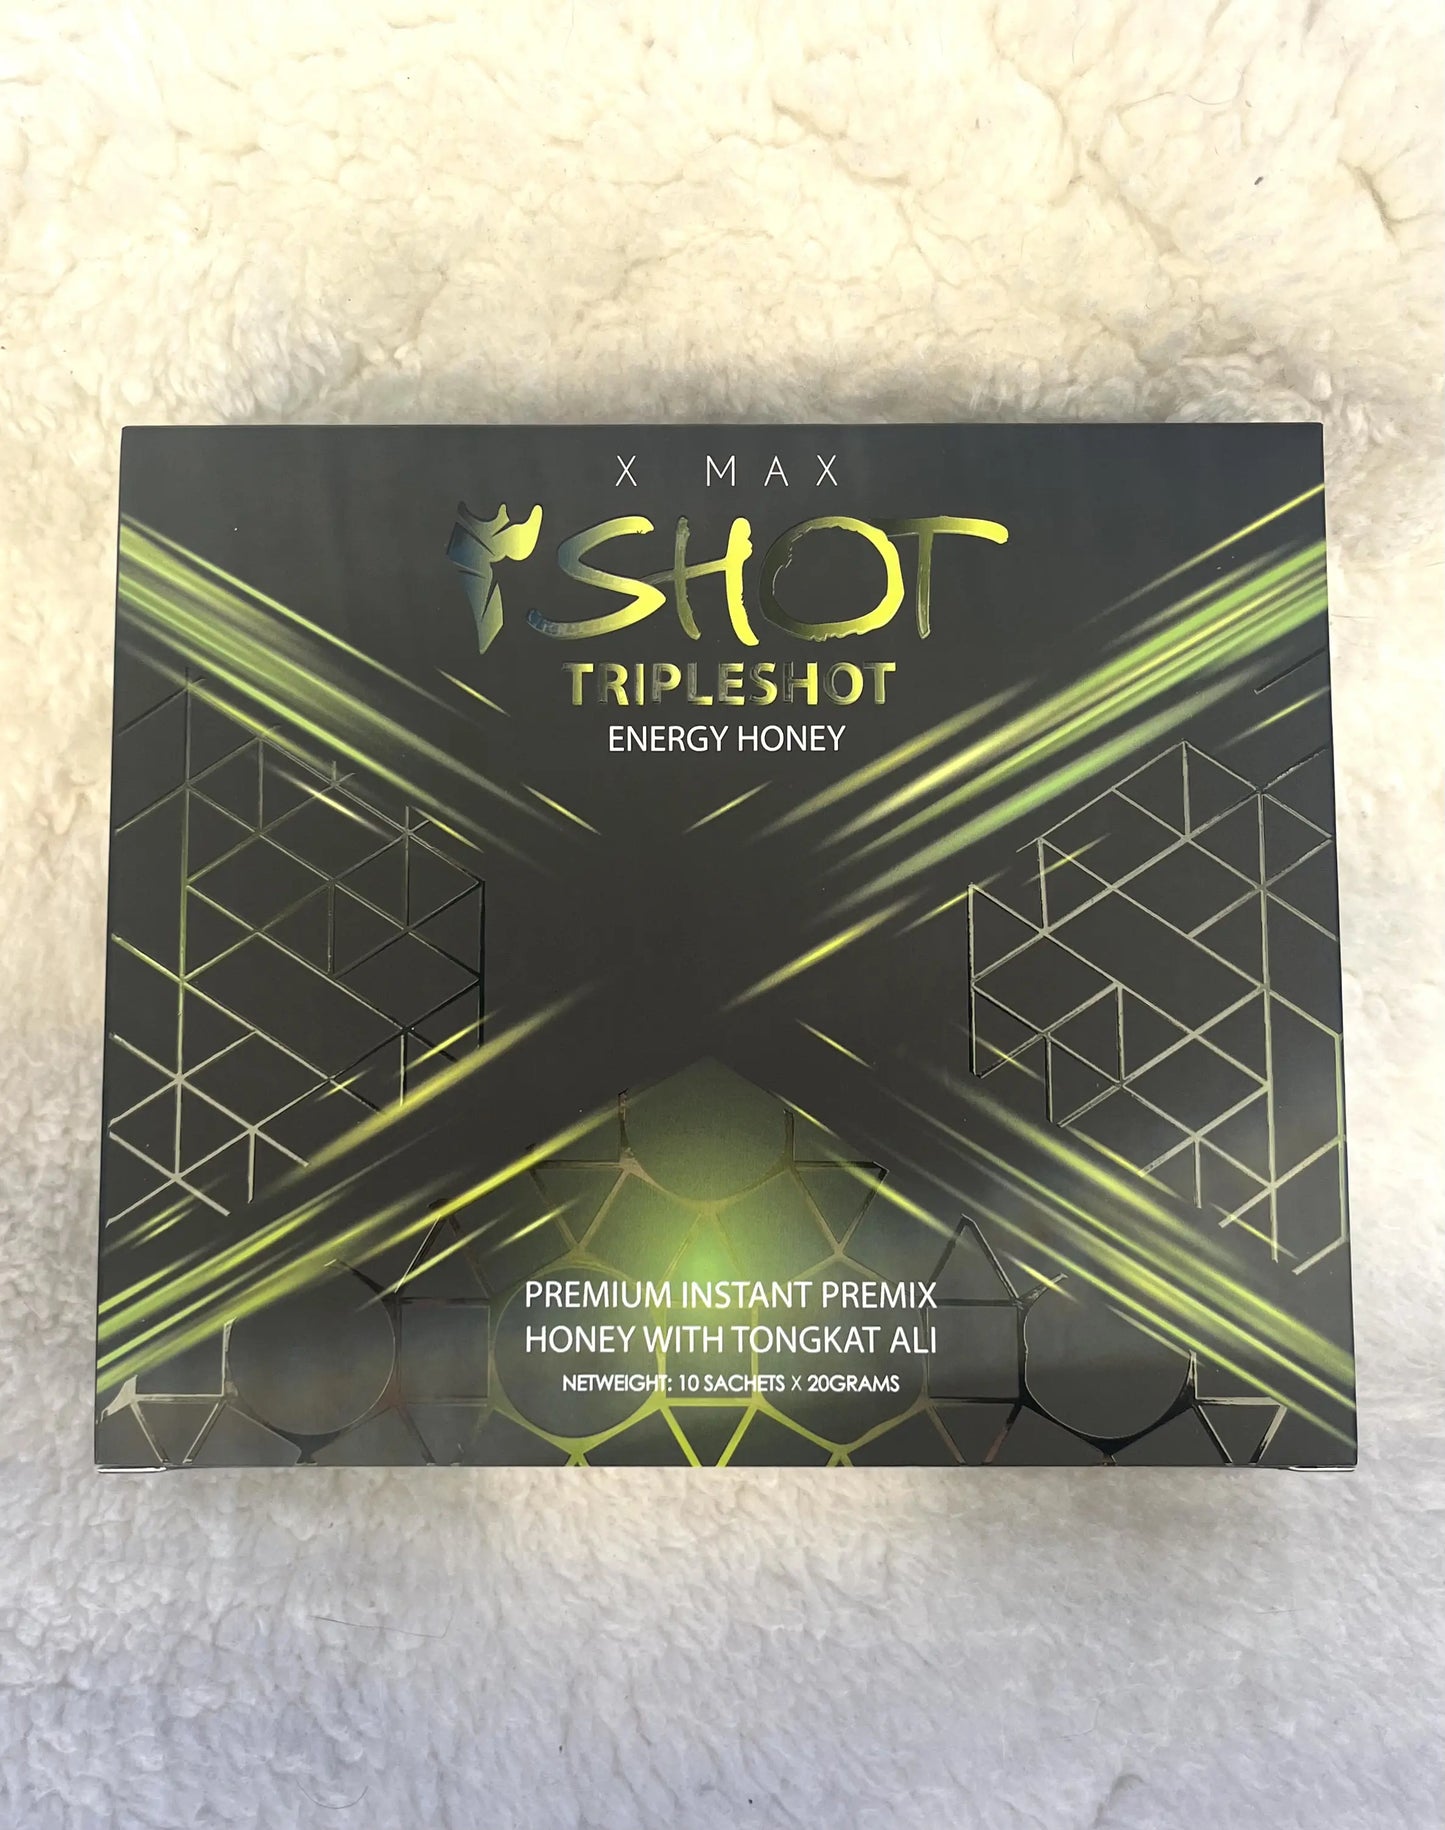 X MAX
SHOT
TRIPLESHOT
ENERGY HONEY
PREMIUM INSTANT PREMIX
HONEY WITH TONGKAT ALI
NETWEIGHT: 10 SACHETS X 20GRAMS